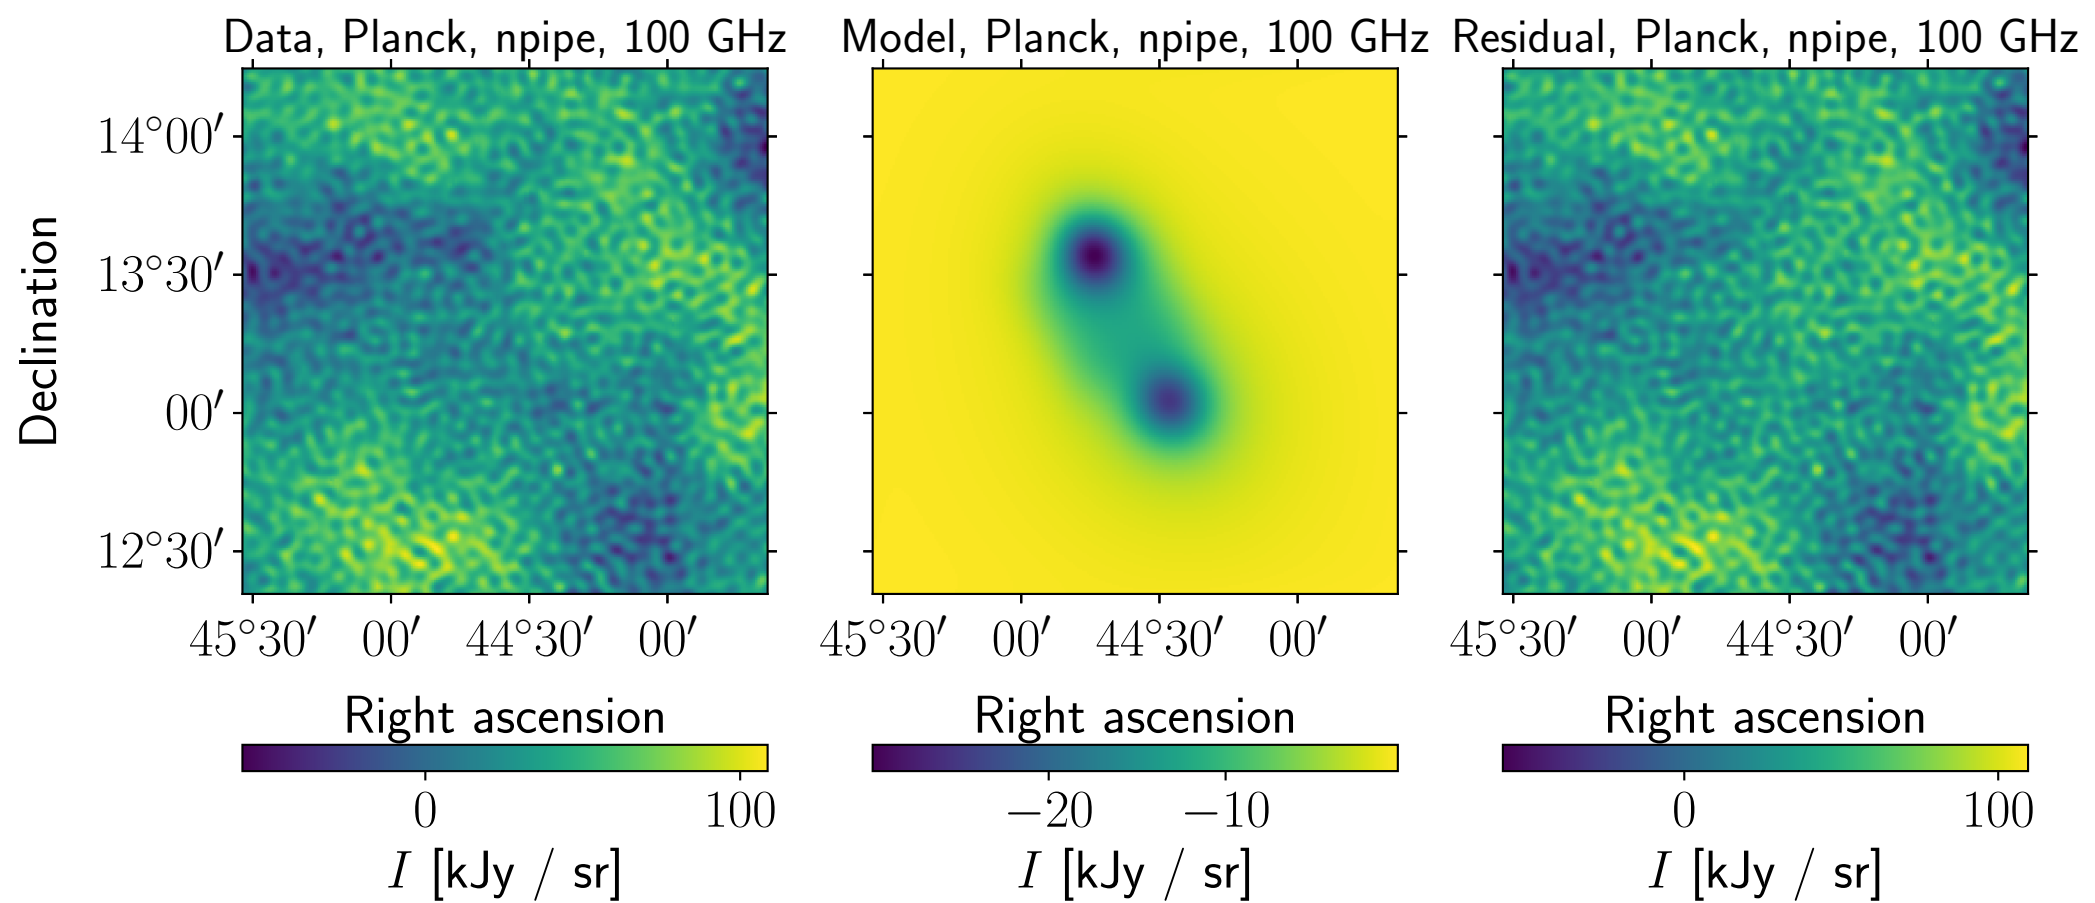 Data, Planck, npipe, 100 GHz
Model, Planck, npipe, 100 GHz
Residual, Planck, npipe, 100 GHz
Declination
14°00′
13°30′
00′
12°30′
45°30′ 00′ 44°30′ 00′
45°30′ 00′ 44°30′ 00′
45°30′ 00′ 44°30′ 00′
Right ascension
Right ascension
Right ascension
0 100
−20 −10
0 100
I [kJy / sr]
I [kJy / sr]
I [kJy / sr]